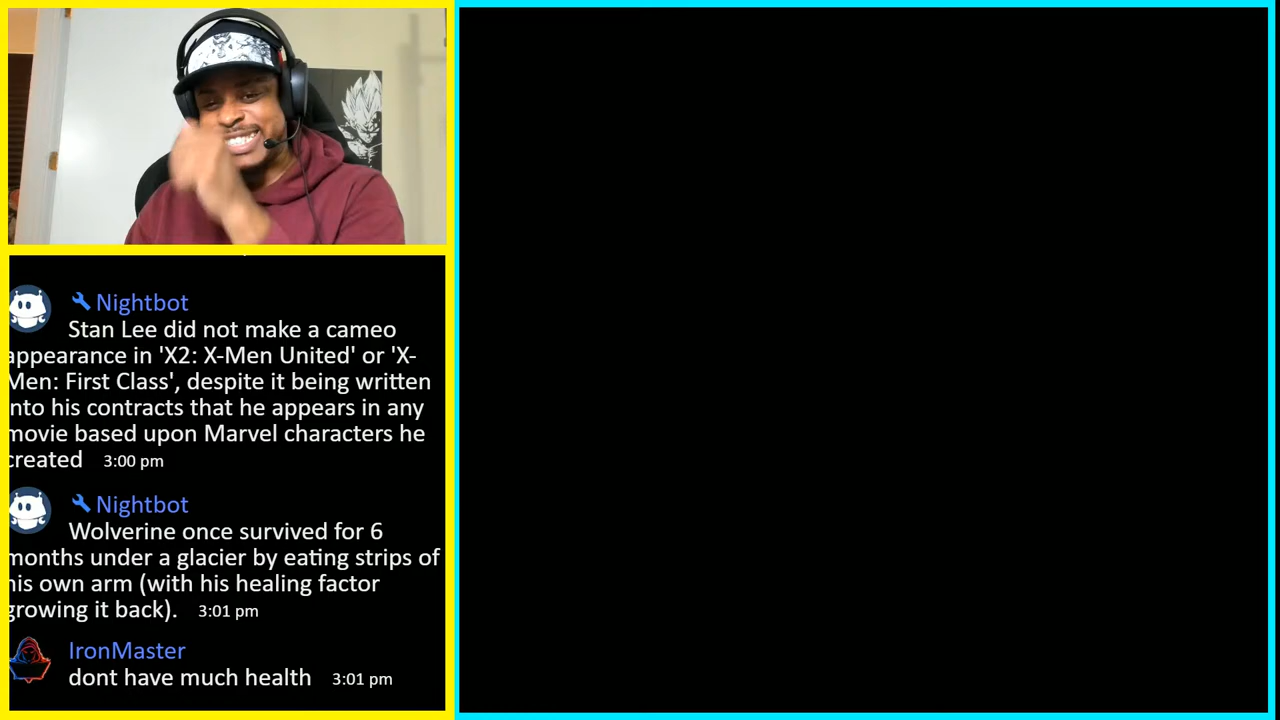 Nightbot
Stan Lee did not make a cameo
appearance in 'X2: X-Men United' or 'X-
Men: First Class', despite it being written
nto his contracts that he appears in any
movie based upon Marvel characters he
created 3:00 pm
Nightbot
Wolverine once survived for 6
months under a glacier by eating strips of
his own arm (with his healing factor
growing it back). 3:01 pm
IronMaster
dont have much health 3:01 pm